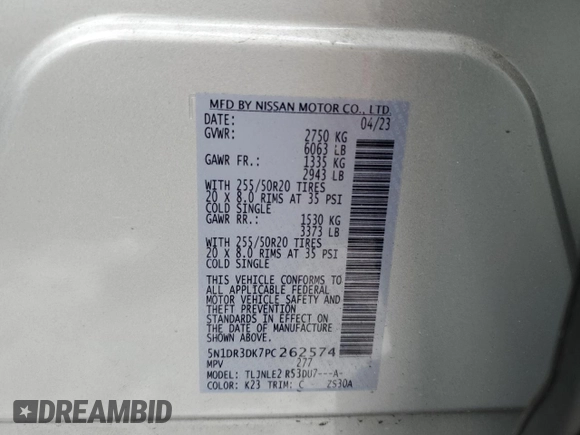 MFD BY NISSAN MOTOR CO., LTD.
DATE: 04/23
GVWR: 2750 KG
6063 LB
GAWR FR.: 1335 KG
2943 LB
WITH 255/50R20 TIRES
20 X 8.0 RIMS AT 35 PSI
COLD SINGLE
GAWR RR.: 1530 KG
3373 LB
WITH 255/50R20 TIRES
20 X 8.0 RIMS AT 35 PSI
COLD SINGLE
THIS VEHICLE CONFORMS TO
ALL APPLICABLE FEDERAL
MOTOR VEHICLE SAFETY AND
THEFT PREVENTION
STANDARDS IN EFFECT ON
THE DATE OF MANUFACTURE
SHOWN ABOVE.
5N1DR3DK7PC262574
MPV 277
MODEL: TLJNLE2 R53DU7---A-
COLOR: K23 TRIM: C 2530A
AUTOBIDCAR
TRADEMARK OF DREAMBID